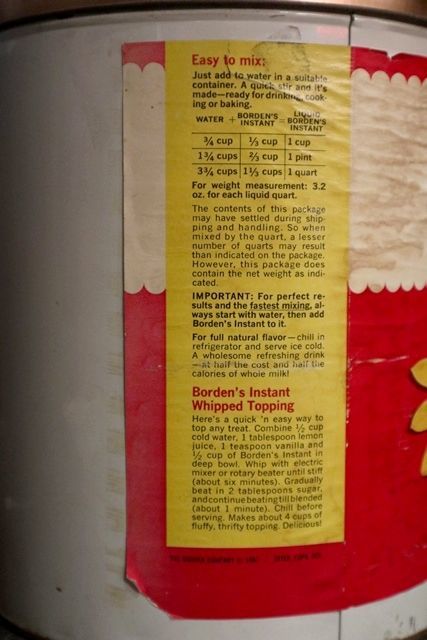 Easy to mix:
Just add to water in a suitable
container. A quick stir and it's
made—ready for drinking, cook-
ing or baking.
WATER + BORDEN'S INSTANT = LIQUID BORDEN'S INSTANT
¾ cup ⅓ cup 1 cup
1¾ cups ⅔ cup 1 pint
3¾ cups 1⅓ cups 1 quart
For weight measurement: 3.2
oz. for each liquid quart.
The contents of this package
may have settled during ship-
ping and handling. So when
mixed by the quart, a lesser
number of quarts may result
than indicated on the package.
However, this package does
contain the net weight as indi-
cated.
IMPORTANT: For perfect re-
sults and the fastest mixing, al-
ways start with water, then add
Borden's Instant to it.
For full natural flavor—chill in
refrigerator and serve ice cold.
A wholesome refreshing drink
—at half the cost and half the
calories of whole milk!
Borden's Instant
Whipped Topping
Here's a quick 'n easy way to
top any treat. Combine ½ cup
cold water, 1 tablespoon lemon
juice, 1 teaspoon vanilla and
½ cup of Borden's Instant in
deep bowl. Whip with electric
mixer or rotary beater until stiff
(about six minutes). Gradually
beat in 2 tablespoons sugar,
and continue beating till blended
(about 1 minute). Chill before
serving. Makes about 4 cups of
fluffy, thrifty topping. Delicious!
THE BORDEN COMPANY